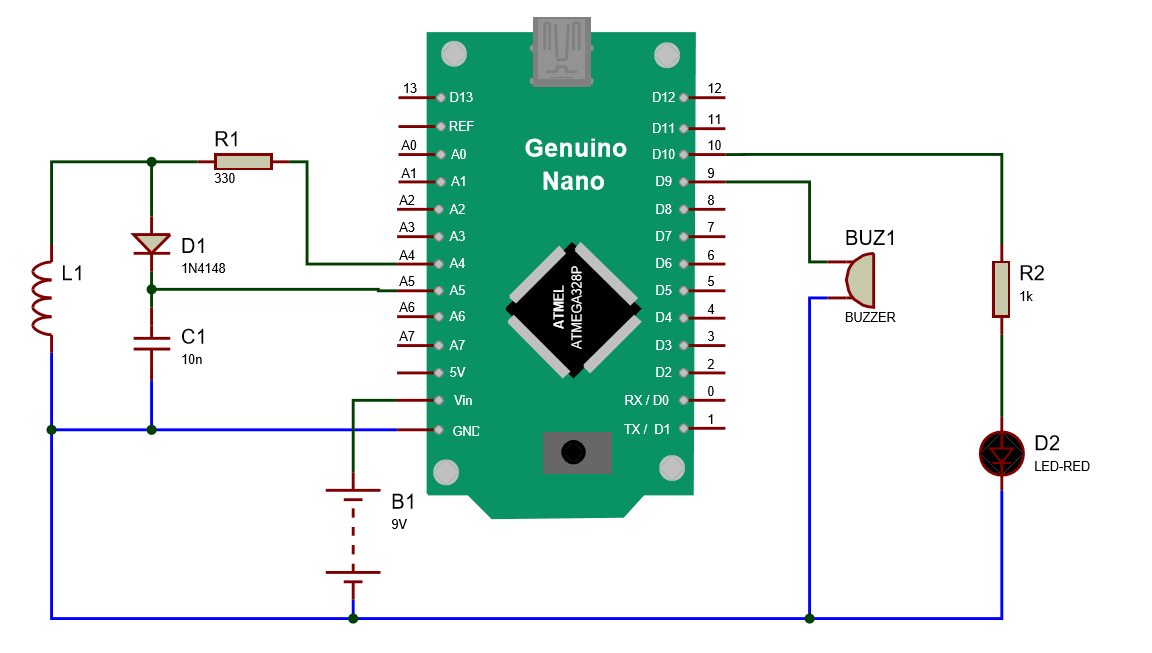 13
D13
REF
A0
A0
A1
A1
A2
A2
A3
A3
A4
A4
A5
A5
A6
A6
A7
A7
5V
Vin
GND
Genuino
Nano
ATMEL
ATMEGA328P
D12
12
D11
11
D10
10
D9
9
D8
8
D7
7
D6
6
D5
5
D4
4
D3
3
D2
2
RX / D0
0
TX / D1
1
R1
330
D1
1N4148
L1
C1
10n
B1
9V
BUZ1
BUZZER
R2
1k
D2
LED-RED